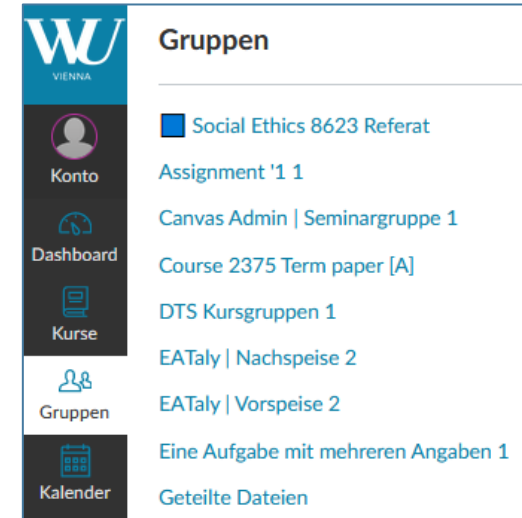 WU
VIENNA
Konto
Dashboard
Kurse
Gruppen
Kalender
Gruppen
Social Ethics 8623 Referat
Assignment '1 1
Canvas Admin | Seminargruppe 1
Course 2375 Term paper [A]
DTS Kursgruppen 1
EATaly | Nachspeise 2
EATaly | Vorspeise 2
Eine Aufgabe mit mehreren Angaben 1
Geteilte Dateien